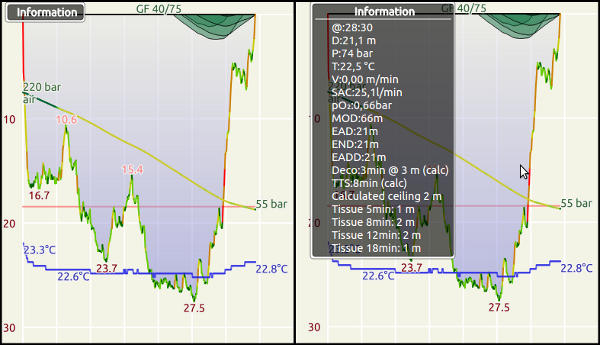 Information
GF 40/75
220 bar
air
10
10.6
15.4
16.7
55 bar
20
23.3°C
23.7
22.6°C
22.8°C
27.5
30
Information
GF 40/75
@:28:30
D:21,1 m
P:74 bar
T:22,5 °C
V:0,00 m/min
SAC:25,1l/min
pO₂:0,66bar
MOD:66m
EAD:21m
END:21m
EADD:21m
Deco:3min @ 3 m (calc)
TTS:8min (calc)
Calculated ceiling 2 m
Tissue 5min: 1 m
Tissue 8min: 2 m
Tissue 12min: 2 m
Tissue 18min: 1 m
55 bar
22.6°C
23.7
22.8°C
27.5
30